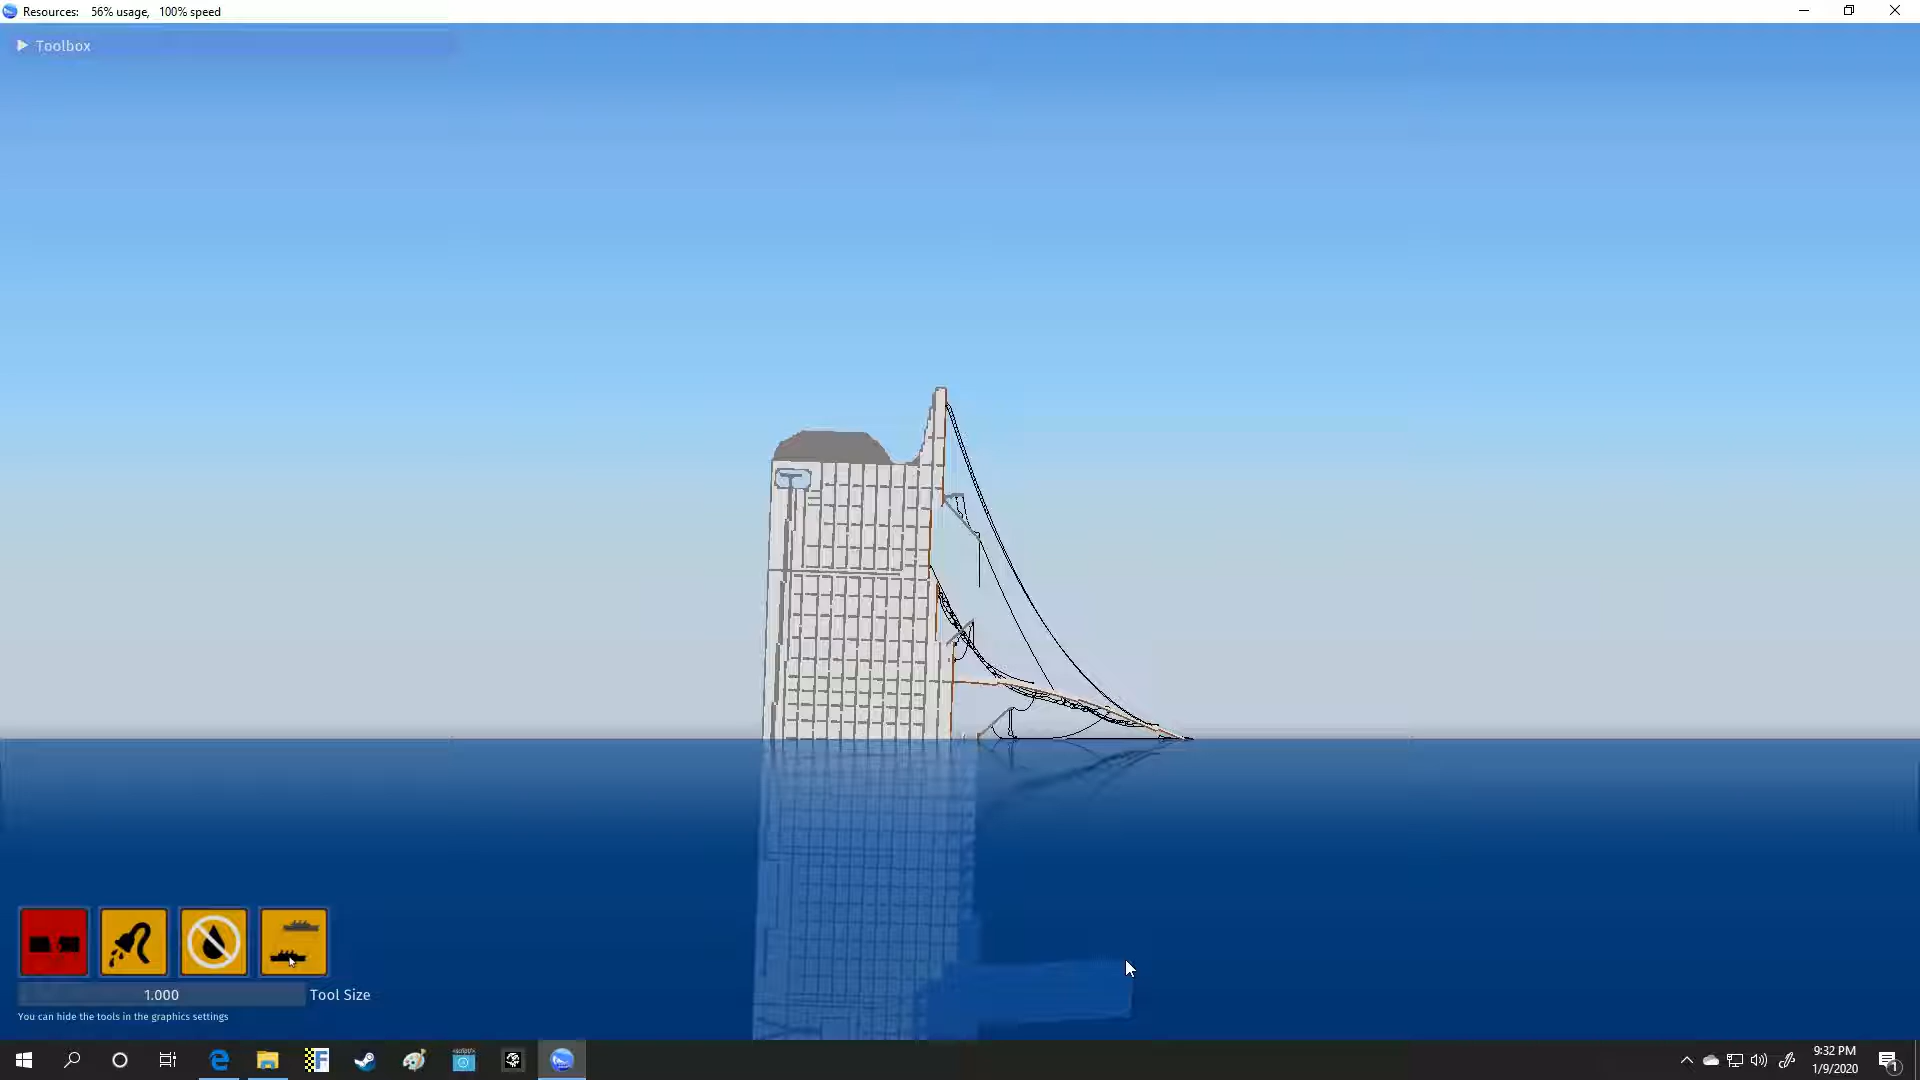 Resources: 56% usage, 100% speed
Toolbox
1.000 Tool Size
You can hide the tools in the graphics settings
9:32 PM
1/9/2020
1